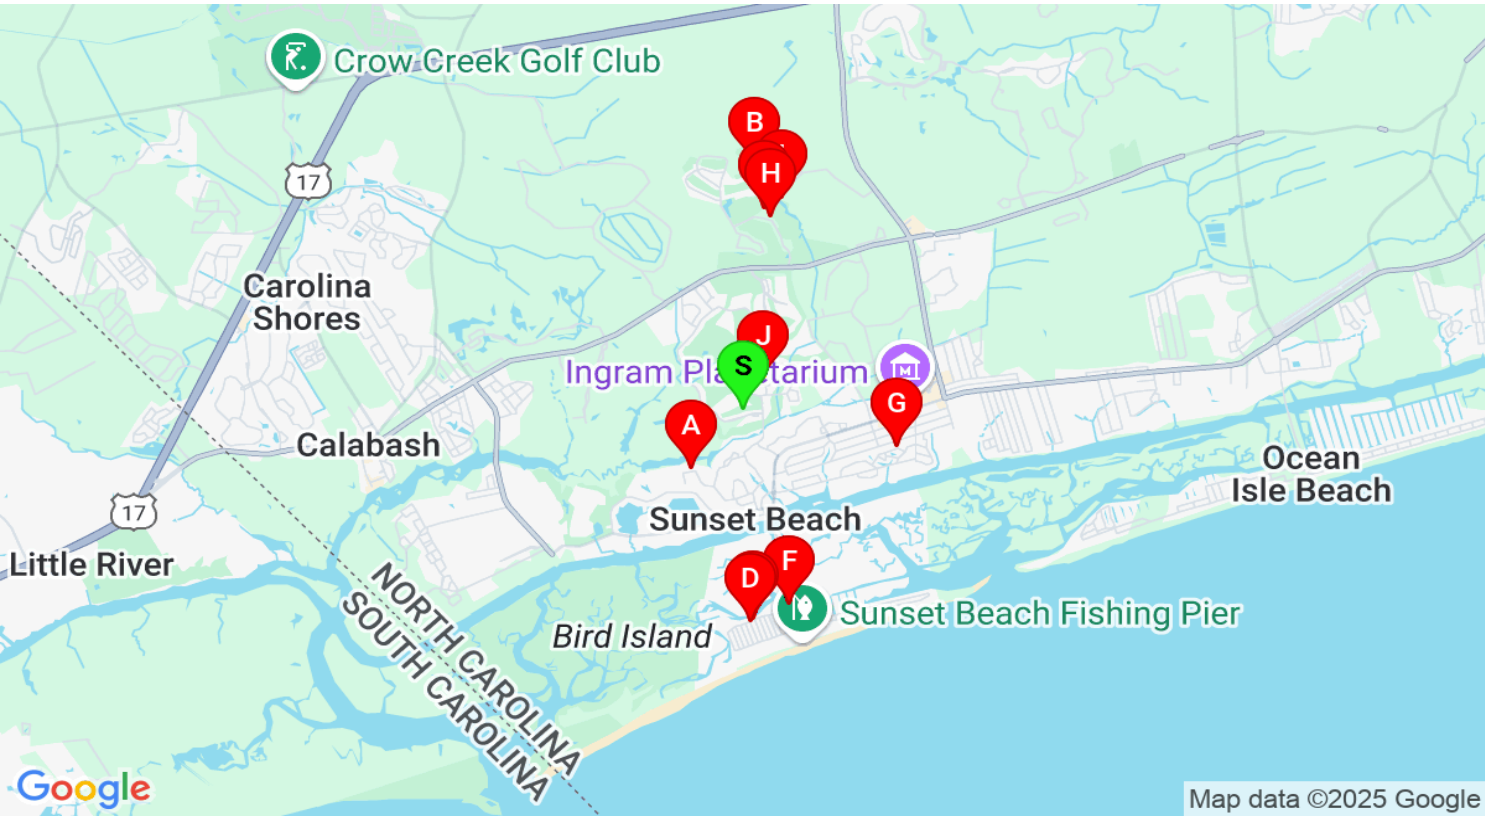 Crow Creek Golf Club
B
H
17
Carolina
Shores
J
S
Ingram Pla etarium
M
G
A
Calabash
Ocean
Isle Beach
17
Sunset Beach
Little River
F
D
NORTH CAROLINA
SOUTH CAROLINA
Sunset Beach Fishing Pier
Bird Island
Google
Map data ©2025 Google